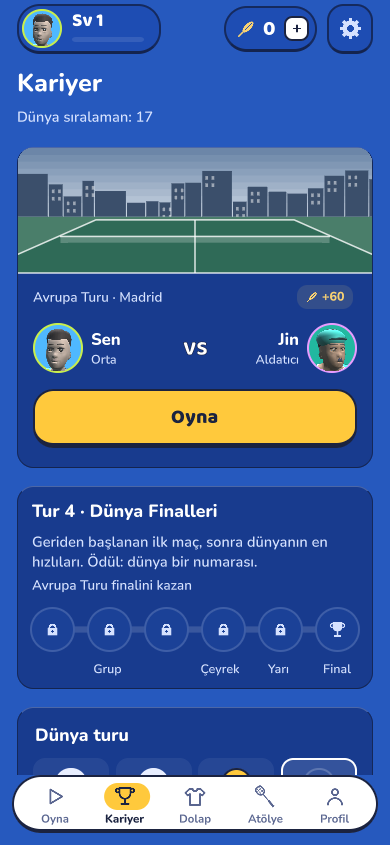 Sv 1
0
+
Kariyer
Dünya sıralaman: 17
Avrupa Turu · Madrid
+60
Sen
Orta
VS
Jin
Aldatıcı
Oyna
Tur 4 · Dünya Finalleri
Geriden başlanan ilk maç, sonra dünyanın en
hızlıları. Ödül: dünya bir numarası.
Avrupa Turu finalini kazan
Grup
Çeyrek
Yarı
Final
Dünya turu
Oyna
Kariyer
Dolap
Atölye
Profil